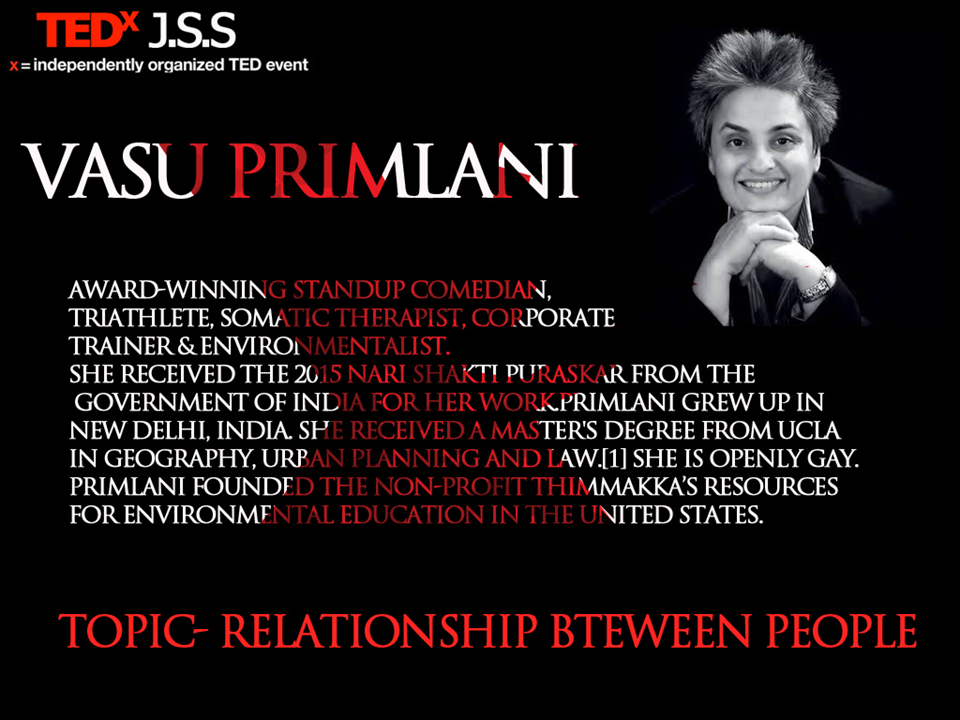 TEDx J.S.S
x = independently organized TED event
VASU PRIMLANI
AWARD-WINNING STANDUP COMEDIAN,
TRIATHLETE, SOMATIC THERAPIST, CORPORATE
TRAINER & ENVIRONMENTALIST.
SHE RECEIVED THE 2015 NARI SHAKTI PURASKAR FROM THE
GOVERNMENT OF INDIA FOR HER WORK.PRIMLANI GREW UP IN
NEW DELHI, INDIA. SHE RECEIVED A MASTER'S DEGREE FROM UCLA
IN GEOGRAPHY, URBAN PLANNING AND LAW.[1] SHE IS OPENLY GAY.
PRIMLANI FOUNDED THE NON-PROFIT THIMMAKKA'S RESOURCES
FOR ENVIRONMENTAL EDUCATION IN THE UNITED STATES.
TOPIC- RELATIONSHIP BTEWEEN PEOPLE